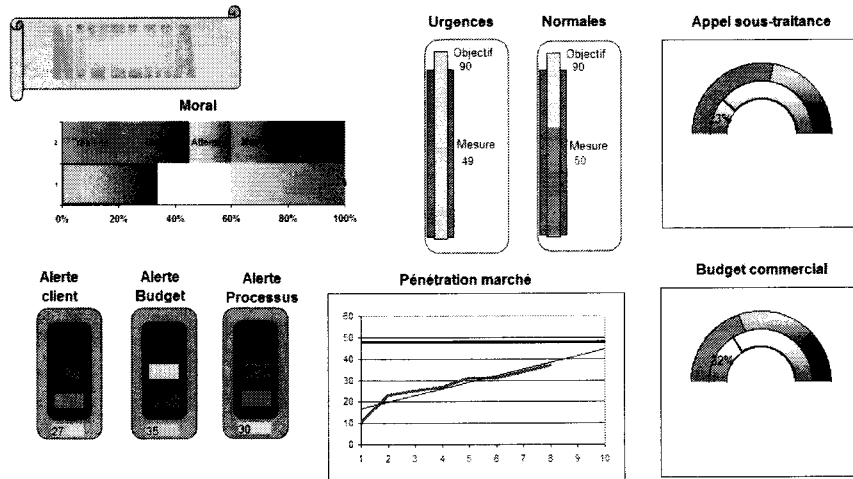 Urgences
Normales
Appel sous-traitance
Objectif
90
Objectif
90
Moral
Mesure
49
Mesure
50
2
1
0%
20%
40%
60%
80%
100%
Alerte
client
Alerte
Budget
Alerte
Processus
Pénétration marché
Budget commercial
60
50
40
30
20
10
0
1
2
3
4
5
6
7
8
9
10
27
35
30